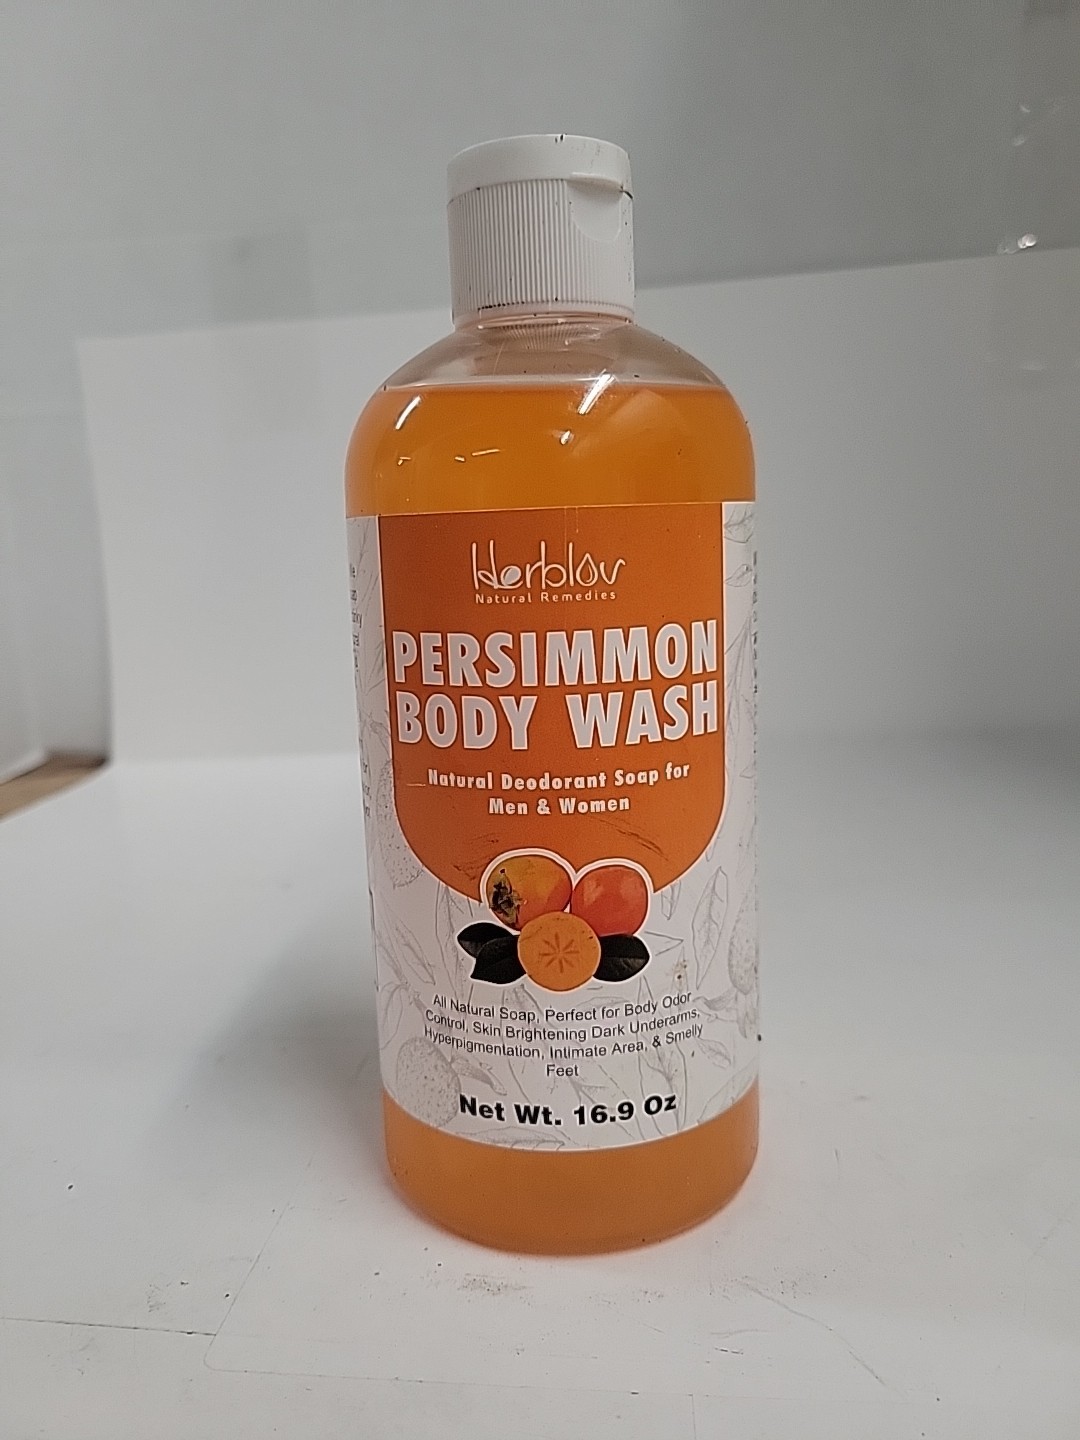 Herblov
Natural Remedies
PERSIMMON
BODY WASH
Natural Deodorant Soap for
Men & Women
All Natural Soap, Perfect for Body Odor
Control, Skin Brightening Dark Underarms,
Hyperpigmentation, Intimate Area, & Smelly
Feet
Net Wt. 16.9 Oz